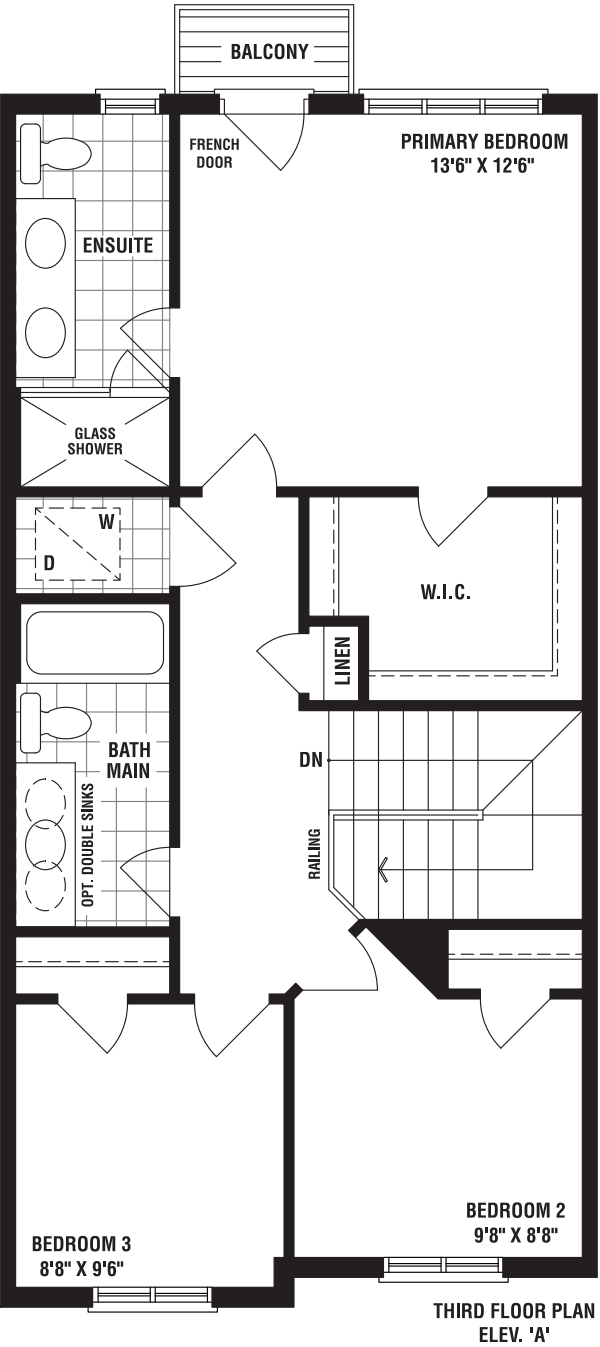 BALCONY
FRENCH
DOOR
PRIMARY BEDROOM
13'6" X 12'6"
ENSUITE
GLASS
SHOWER
W
D
W.I.C.
LINEN
BATH
MAIN
OPT. DOUBLE SINKS
DN
RAILING
BEDROOM 2
9'8" X 8'8"
BEDROOM 3
8'8" X 9'6"
THIRD FLOOR PLAN
ELEV. 'A'